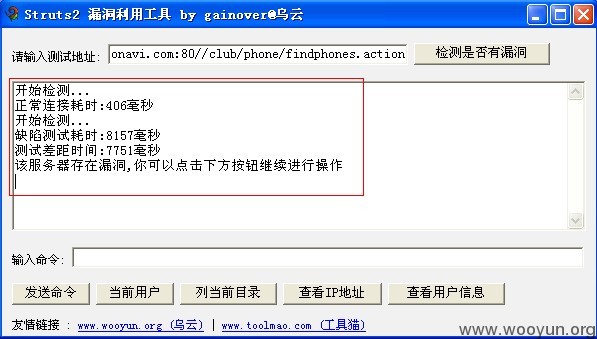 Struts2 漏洞利用工具 by gainover@乌云
请输入测试地址: onavi.com:80//club/phone/findphones.action 检测是否有漏洞
开始检测...
正常连接耗时:406毫秒
开始检测...
缺陷测试耗时:8157毫秒
测试差距时间:7751毫秒
该服务器存在漏洞,你可以点击下方按钮继续进行操作
输入命令:
发送命令 当前用户 列当前目录 查看IP地址 查看用户信息
友情链接 : www.wooyun.org (乌云) | www.toolmao.com (工具猫)
www.wooyun.org